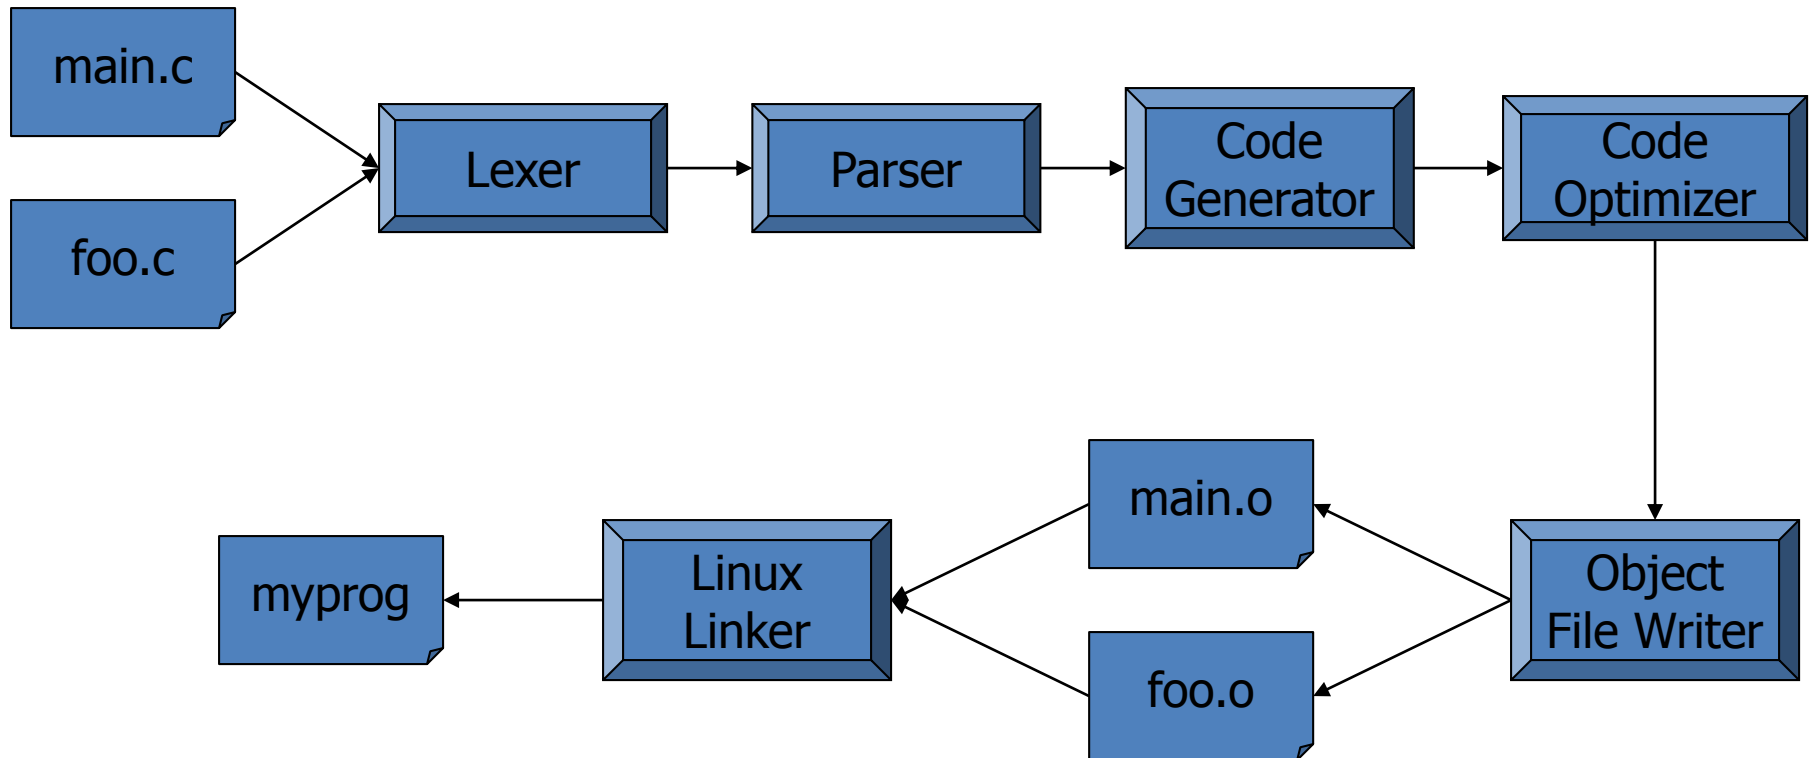 main.c
foo.c
Lexer
Parser
Code
Generator
Code
Optimizer
Object
File Writer
main.o
foo.o
Linux
Linker
myprog